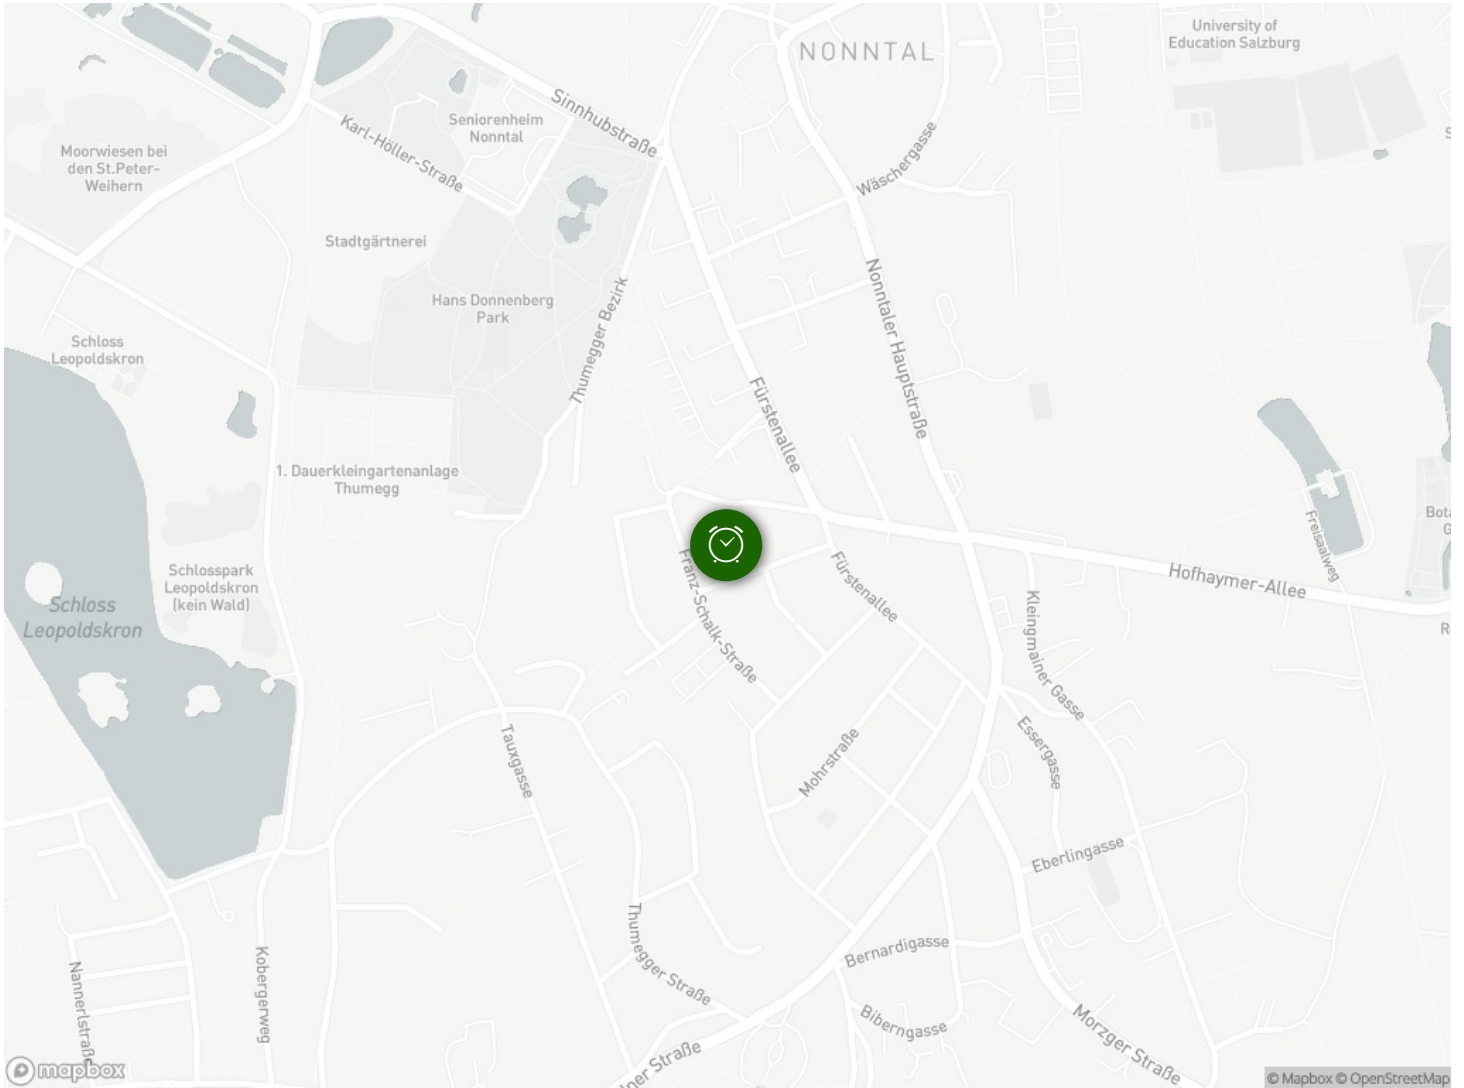 University of
Education Salzburg
NONNTAL
Sinnhubstraße
Seniorenheim
Nonntal
Karl-Höller-Straße
Moorwiesen bei
den St.Peter-
Weihern
Wäschergasse
Stadtgärtnerei
Hans Donnenberg
Park
Thumegger Bezirk
Nonntaler Hauptstraße
Schloss
Leopoldskron
Fürstenallee
1. Dauerkleingartenanlage
Thumegg
Freisaalweg
Bota
G
Schlosspark
Leopoldskron
(kein Wald)
Schloss
Leopoldskron
Franz-Schalk-Straße
Fürstenallee
Hofhaymer-Allee
Kleingmainer Gasse
R
Tauxgasse
Mohrstraße
Essergasse
Eberlingasse
Thumegger Straße
Bernardigasse
Kobergerweg
Nannerlstraße
Biberngasse
Morzger Straße
lner Straße
mapbox
© Mapbox © OpenStreetMap